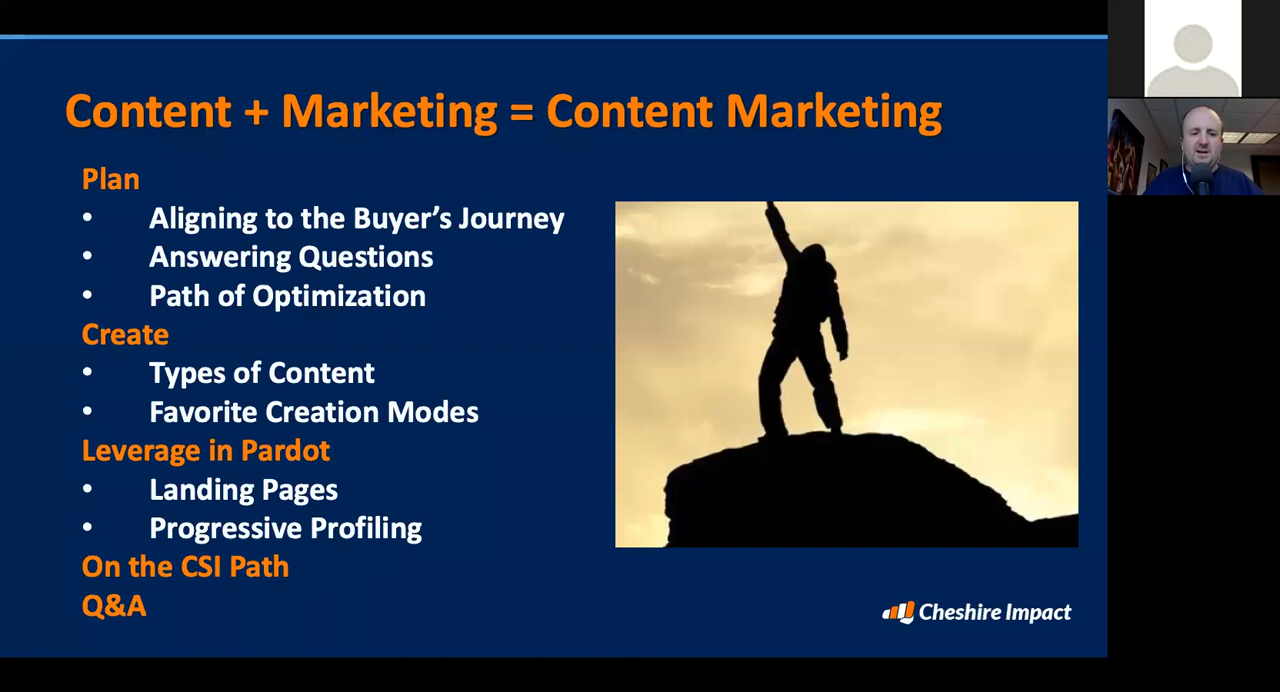 Content + Marketing = Content Marketing
Plan
• Aligning to the Buyer’s Journey
• Answering Questions
• Path of Optimization
Create
• Types of Content
• Favorite Creation Modes
Leverage in Pardot
• Landing Pages
• Progressive Profiling
On the CSI Path
Q&A
Cheshire Impact